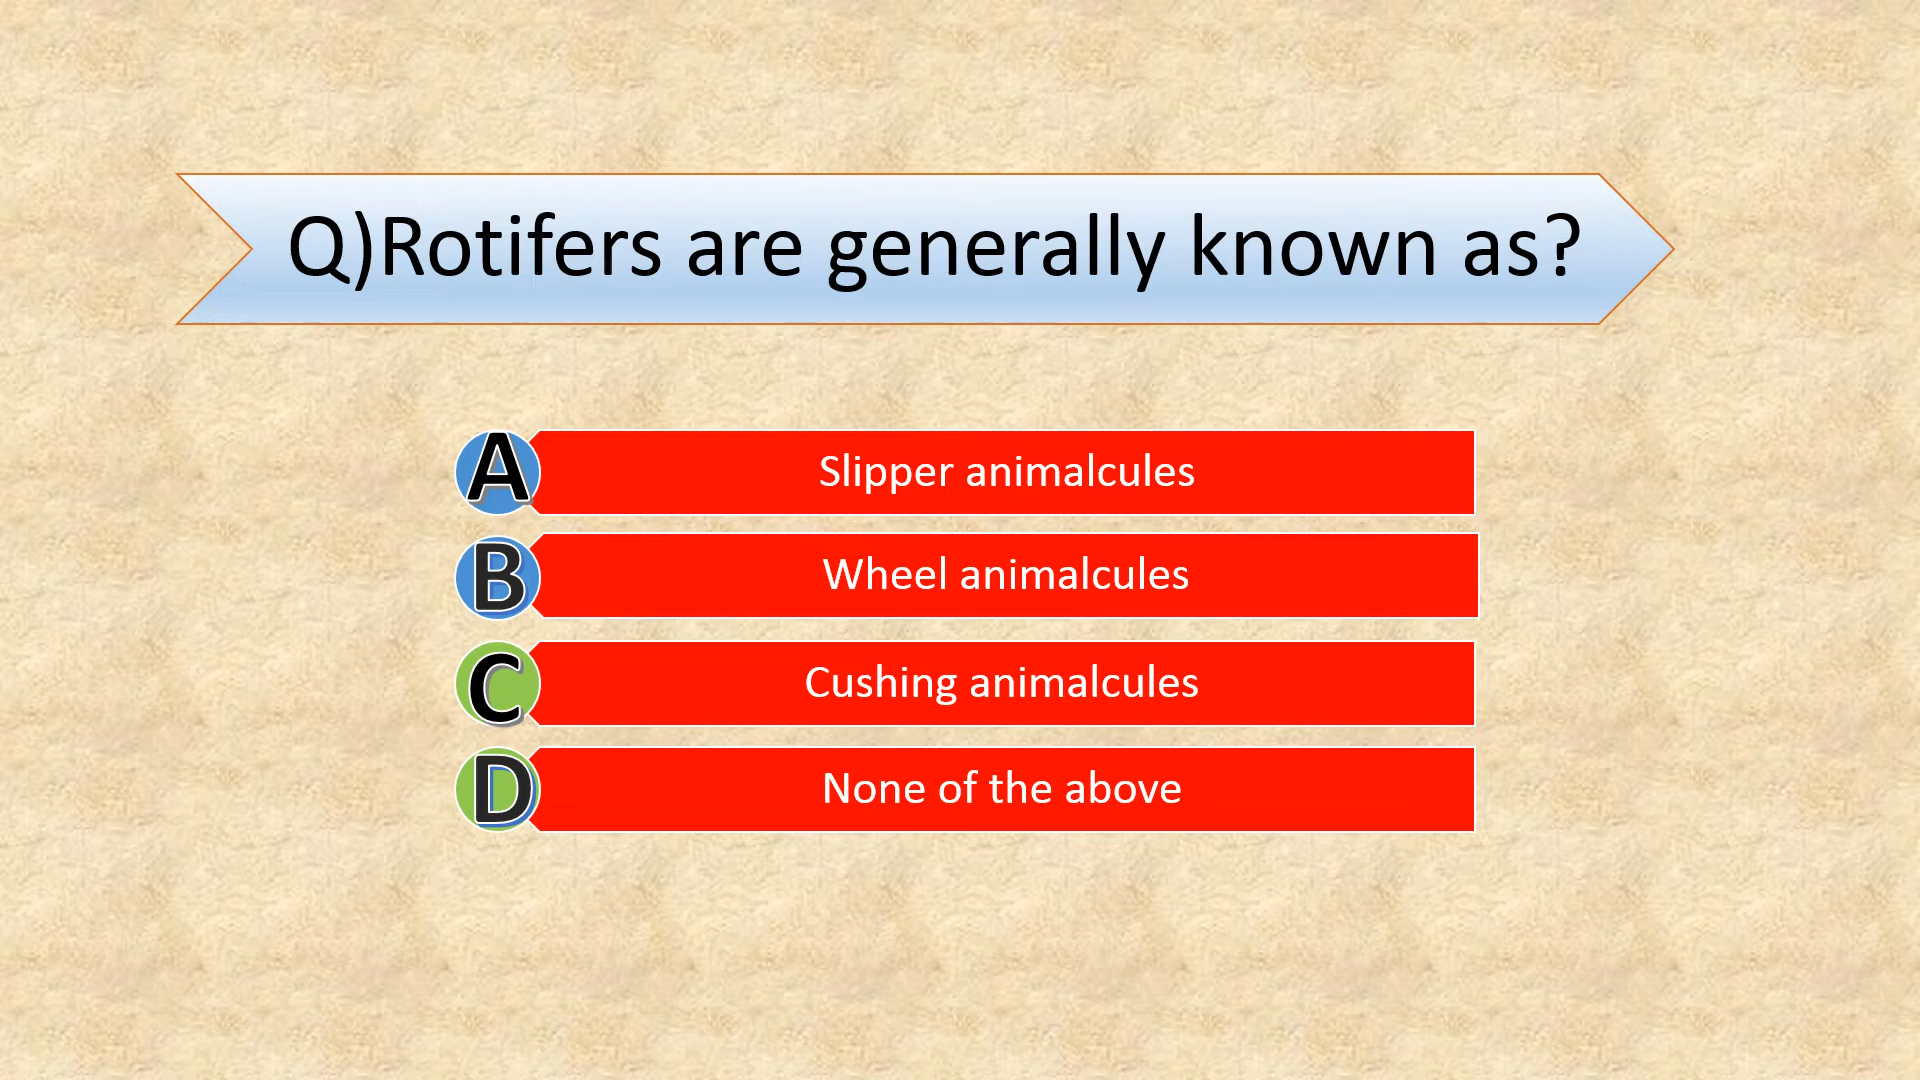 Q)Rotifers are generally known as?
A Slipper animalcules
B Wheel animalcules
C Cushing animalcules
D None of the above